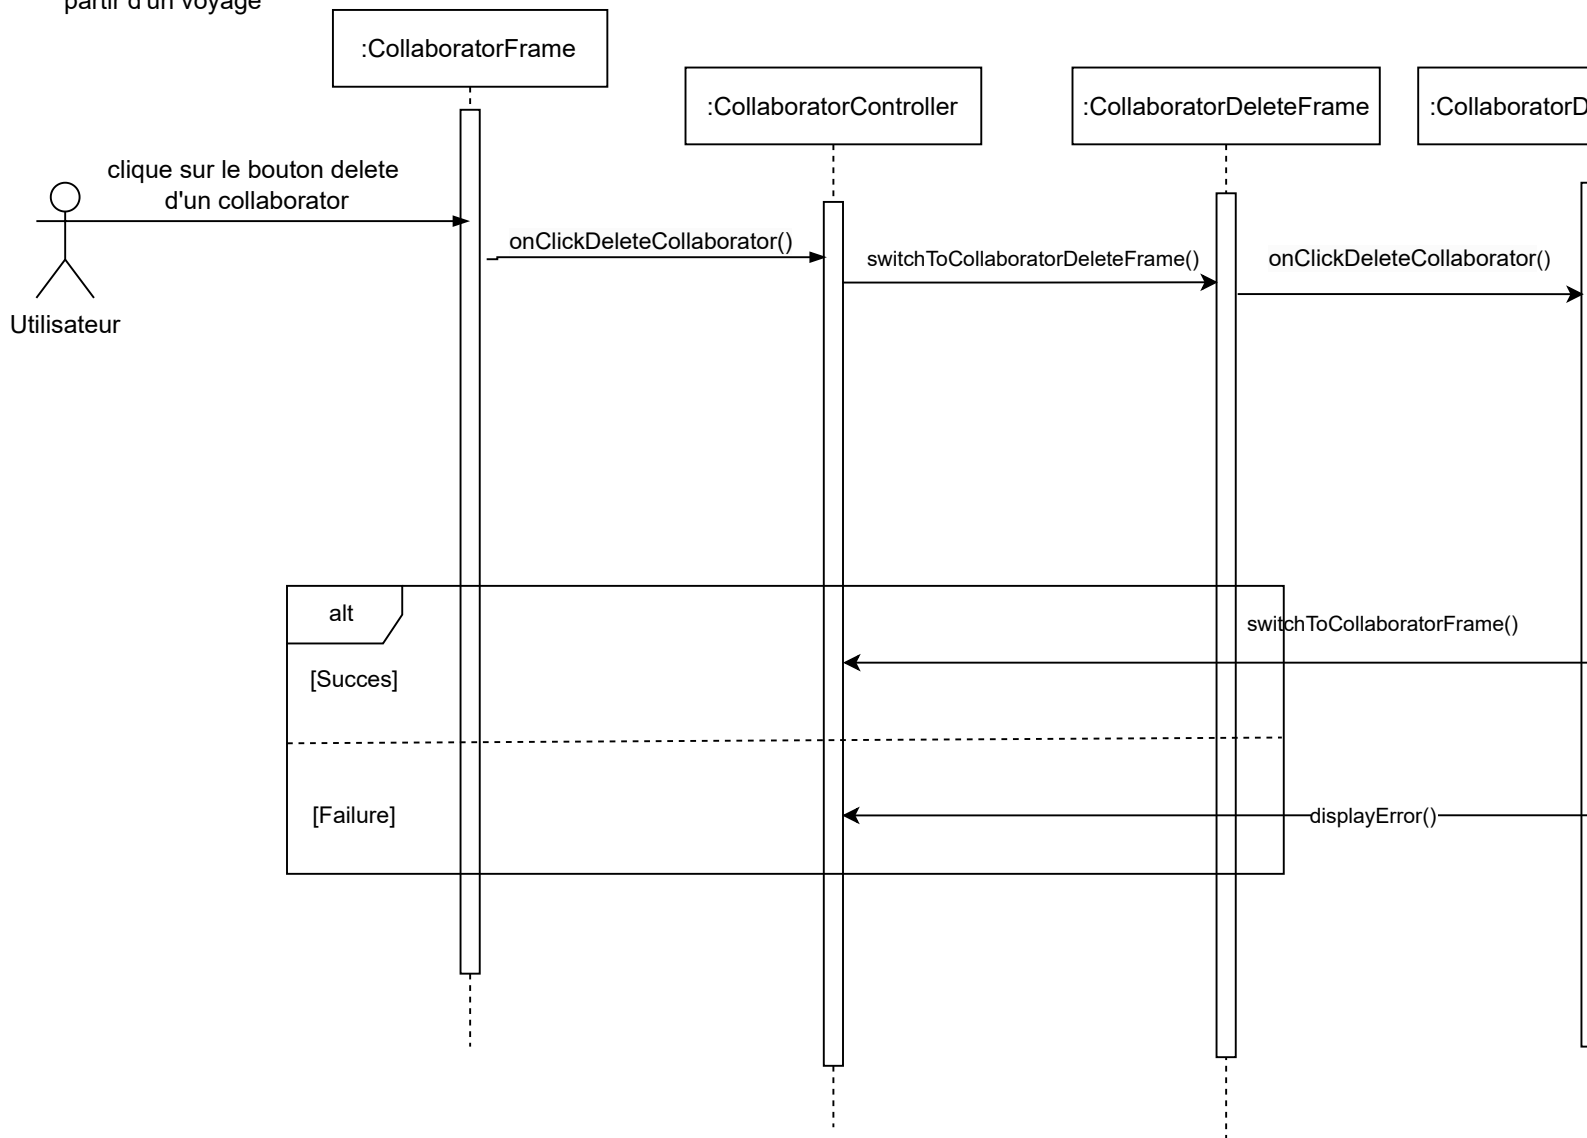 partir d'un voyage
:CollaboratorFrame
:CollaboratorController
:CollaboratorDeleteFrame
:CollaboratorD
clique sur le bouton delete
d'un collaborator
Utilisateur
onClickDeleteCollaborator()
switchToCollaboratorDeleteFrame()
onClickDeleteCollaborator()
alt
switchToCollaboratorFrame()
[Succes]
[Failure]
displayError()